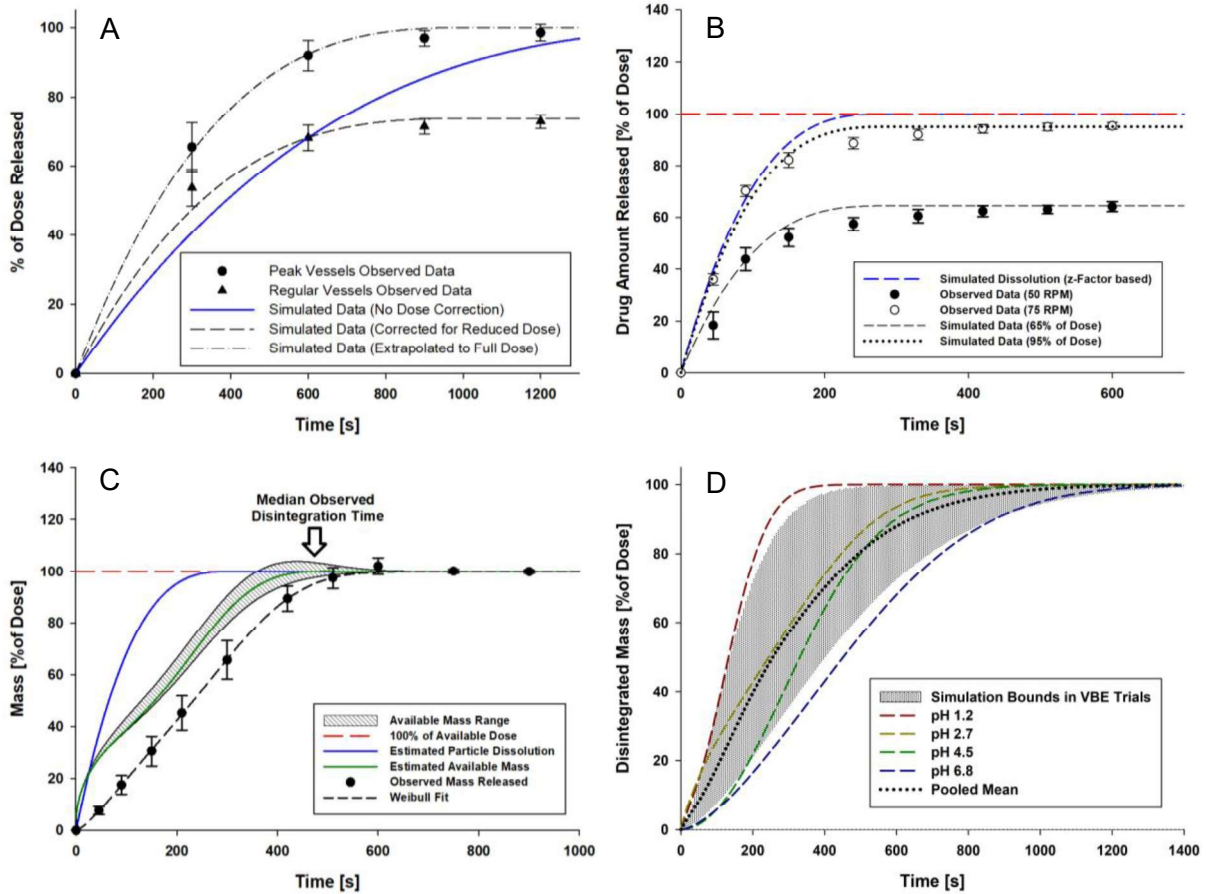 A
% of Dose Released
120
100
80
60
40
20
0
Peak Vessels Observed Data
Regular Vessels Observed Data
Simulated Data (No Dose Correction)
Simulated Data (Corrected for Reduced Dose)
Simulated Data (Extrapolated to Full Dose)
0 200 400 600 800 1000 1200
Time [s]
B
Drug Amount Released [% of Dose]
140
120
100
80
60
40
20
0
Simulated Dissolution (z-Factor based)
Observed Data (50 RPM)
Observed Data (75 RPM)
Simulated Data (65% of Dose)
Simulated Data (95% of Dose)
0 200 400 600
Time [s]
C
Mass [%of Dose]
140
120
100
80
60
40
20
0
Median Observed
Disintegration Time
Available Mass Range
100% of Available Dose
Estimated Particle Dissolution
Estimated Available Mass
Observed Mass Released
Weibull Fit
0 200 400 600 800 1000
Time [s]
D
Disintegrated Mass [%of Dose]
100
80
60
40
20
0
Simulation Bounds in VBE Trials
pH 1.2
pH 2.7
pH 4.5
pH 6.8
Pooled Mean
0 200 400 600 800 1000 1200 1400
Time [s]